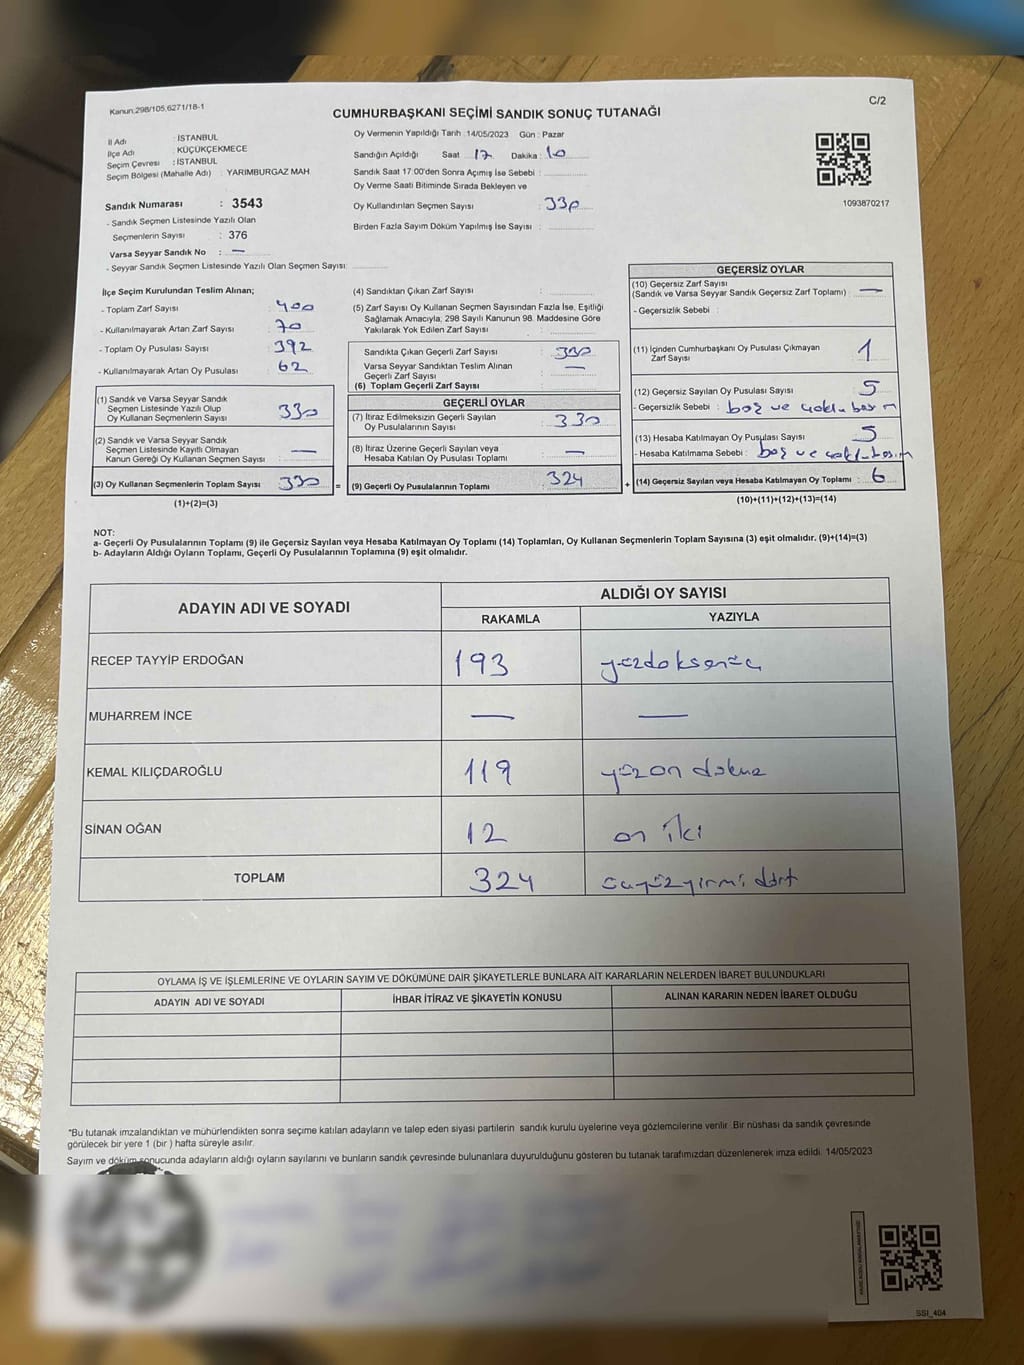 Kanun,298/105,6271/18-1
C/2
CUMHURBAŞKANI SEÇİMİ SANDIK SONUÇ TUTANAĞI
İl Adı : İSTANBUL
İlçe Adı : KÜÇÜKÇEKMECE
Seçim Çevresi : İSTANBUL
Seçim Bölgesi (Mahalle Adı) : YARIMBURGAZ MAH
Sandık Numarası : 3543
- Sandık Seçmen Listesinde Yazılı Olan
Seçmenlerin Sayısı : 376
Varsa Seyyar Sandık No : —
- Seyyar Sandık Seçmen Listesinde Yazılı Olan Seçmen Sayısı:
Oy Vermenin Yapıldığı Tarih :14/05/2023 Gün : Pazar
Sandığın Açıldığı Saat 17 Dakika : 10
Sandık Saat 17:00'den Sonra Açımış İse Sebebi :
Oy Verme Saati Bitiminde Sırada Bekleyen ve
Oy Kullandırılan Seçmen Sayısı : 330
Birden Fazla Sayım Döküm Yapılmış İse Sayısı :
1093870217
İlçe Seçim Kurulundan Teslim Alınan;
- Toplam Zarf Sayısı : 400
- Kullanılmayarak Artan Zarf Sayısı : 70
- Toplam Oy Pusulası Sayısı : 392
- Kullanılmayarak Artan Oy Pusulası : 62
(1) Sandık ve Varsa Seyyar Sandık
Seçmen Listesinde Yazılı Olup
Oy Kullanan Seçmenlerin Sayısı : 330
(2) Sandık ve Varsa Seyyar Sandık
Seçmen Listesinde Kayıtlı Olmayan
Kanun Gereği Oy Kullanan Seçmen Sayısı : —
(3) Oy Kullanan Seçmenlerin Toplam Sayısı : 330
(1)+(2)=(3)
(4) Sandıktan Çıkan Zarf Sayısı :
(5) Zarf Sayısı Oy Kullanan Seçmen Sayısından Fazla İse, Eşitliği
Sağlamak Amacıyla; 298 Sayılı Kanunun 98. Maddesine Göre
Yakılarak Yok Edilen Zarf Sayısı :
Sandıkta Çıkan Geçerli Zarf Sayısı : 330
Varsa Seyyar Sandıktan Teslim Alınan
Geçerli Zarf Sayısı : —
(6) Toplam Geçerli Zarf Sayısı :
GEÇERLİ OYLAR
(7) İtiraz Edilmeksizin Geçerli Sayılan
Oy Pusulalarının Sayısı : 330
(8) İtiraz Üzerine Geçerli Sayılan veya
Hesaba Katılan Oy Pusulası Toplamı : —
= (9) Geçerli Oy Pusulalarının Toplamı : 324
GEÇERSİZ OYLAR
(10) Geçersiz Zarf Sayısı
(Sandık ve Varsa Seyyar Sandık Geçersiz Zarf Toplamı) : —
- Geçersizlik Sebebi :
(11) İçinden Cumhurbaşkanı Oy Pusulası Çıkmayan
Zarf Sayısı : 1
(12) Geçersiz Sayılan Oy Pusulası Sayısı : 5
- Geçersizlik Sebebi : boş ve çoklu basım
(13) Hesaba Katılmayan Oy Pusulası Sayısı : 5
- Hesaba Katılmama Sebebi : boş ve çoklu basım
+ (14) Geçersiz Sayılan veya Hesaba Katılmayan Oy Toplamı : 6
(10)+(11)+(12)+(13)=(14)
NOT:
a- Geçerli Oy Pusulalarının Toplamı (9) ile Geçersiz Sayılan veya Hesaba Katılmayan Oy Toplamı (14) Toplamları, Oy Kullanan Seçmenlerin Toplam Sayısına (3) eşit olmalıdır. (9)+(14)=(3)
b- Adayların Aldığı Oyların Toplamı, Geçerli Oy Pusulalarının Toplamına (9) eşit olmalıdır.
ADAYIN ADI VE SOYADI
ALDIĞI OY SAYISI
RAKAMLA YAZIYLA
RECEP TAYYİP ERDOĞAN 193 yüzdoksanüç
MUHARREM İNCE — —
KEMAL KILIÇDAROĞLU 119 yüzon dokuz
SİNAN OĞAN 12 on iki
TOPLAM 324 üçyüzyirmi dört
OYLAMA İŞ VE İŞLEMLERİNE VE OYLARIN SAYIM VE DÖKÜMÜNE DAİR ŞİKAYETLERLE BUNLARA AİT KARARLARIN NELERDEN İBARET BULUNDUKLARI
ADAYIN ADI VE SOYADI İHBAR İTİRAZ VE ŞİKAYETİN KONUSU ALINAN KARARIN NEDEN İBARET OLDUĞU
*Bu tutanak imzalandıktan ve mühürlendikten sonra seçime katılan adayların ve talep eden siyasi partilerin sandık kurulu üyelerine veya gözlemcilerine verilir .Bir nüshası da sandık çevresinde
görülecek bir yere 1 (bir ) hafta süreyle asılır.
Sayım ve döküm sonucunda adayların aldığı oyların sayılarını ve bunların sandık çevresinde bulunanlara duyurulduğunu gösteren bu tutanak tarafımızdan düzenlenerek imza edildi. 14/05/2023
SSI_404